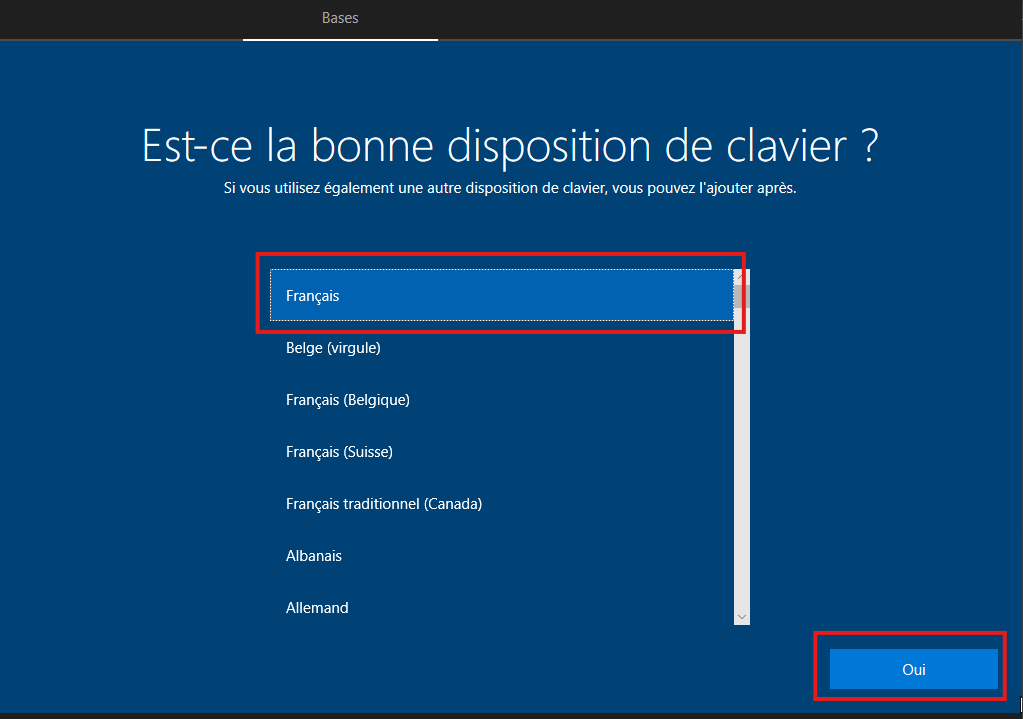 Bases
Est-ce la bonne disposition de clavier ?
Si vous utilisez également une autre disposition de clavier, vous pouvez l'ajouter après.
Français
Belge (virgule)
Français (Belgique)
Français (Suisse)
Français traditionnel (Canada)
Albanais
Allemand
Oui